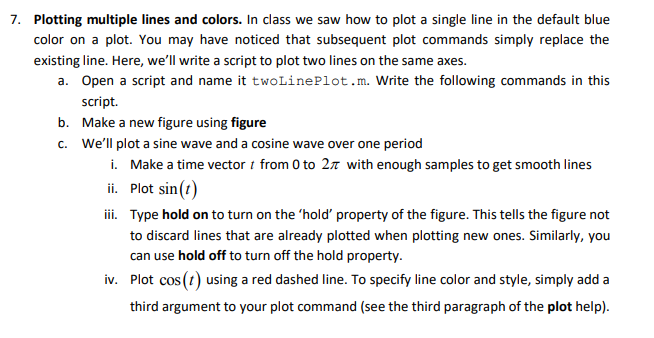 7. Plotting multiple lines and colors. In class we saw how to plot a single line in the default blue
color on a plot. You may have noticed that subsequent plot commands simply replace the
existing line. Here, we'll write a script to plot two lines on the same axes.
a. Open a script and name it twoLinePlot.m. Write the following commands in this
script.
b. Make a new figure using figure
c. We'll plot a sine wave and a cosine wave over one period
i. Make a time vector t from 0 to 2π with enough samples to get smooth lines
ii. Plot sin(t)
iii. Type hold on to turn on the 'hold' property of the figure. This tells the figure not
to discard lines that are already plotted when plotting new ones. Similarly, you
can use hold off to turn off the hold property.
iv. Plot cos(t) using a red dashed line. To specify line color and style, simply add a
third argument to your plot command (see the third paragraph of the plot help).